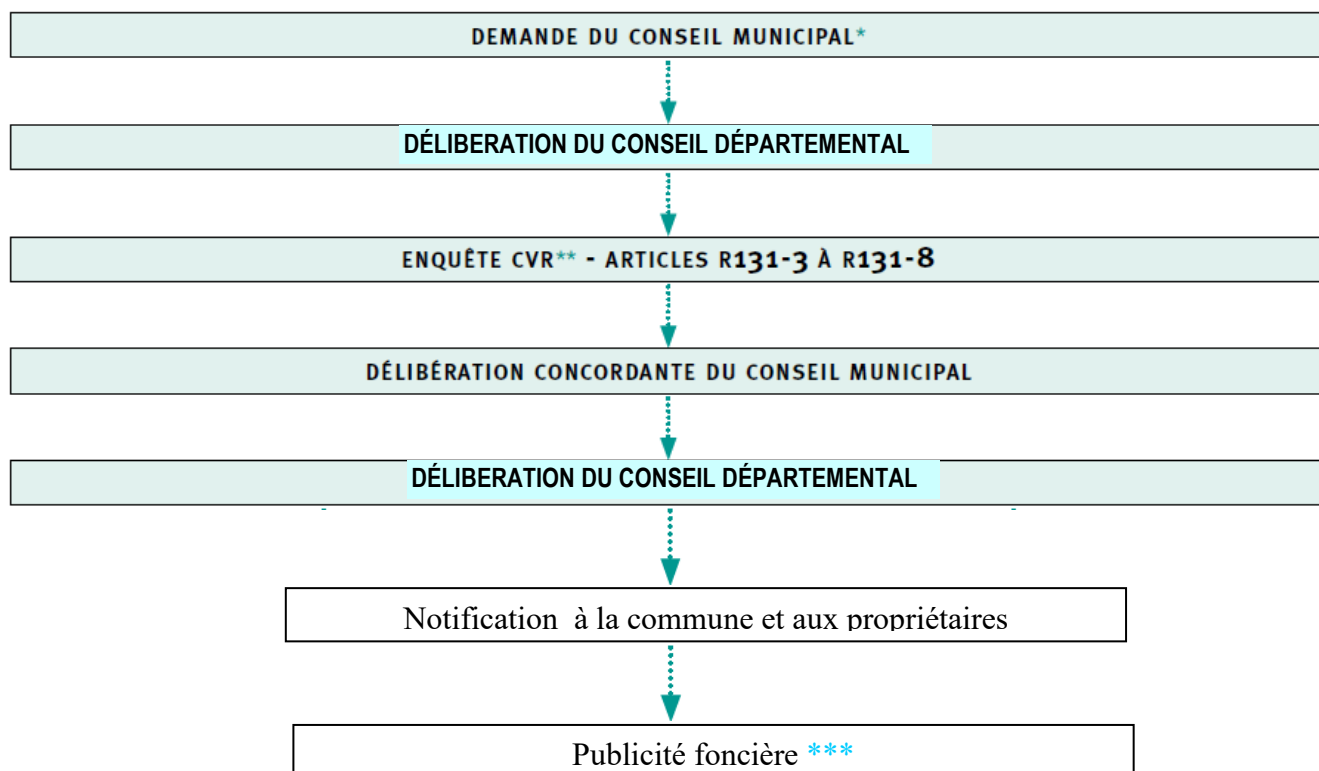 DEMANDE DU CONSEIL MUNICIPAL*
DÉLIBERATION DU CONSEIL DÉPARTEMENTAL
ENQUÊTE CVR** - ARTICLES R131-3 À R131-8
DÉLIBÉRATION CONCORDANTE DU CONSEIL MUNICIPAL
DÉLIBERATION DU CONSEIL DÉPARTEMENTAL
Notification à la commune et aux propriétaires
Publicité foncière ***